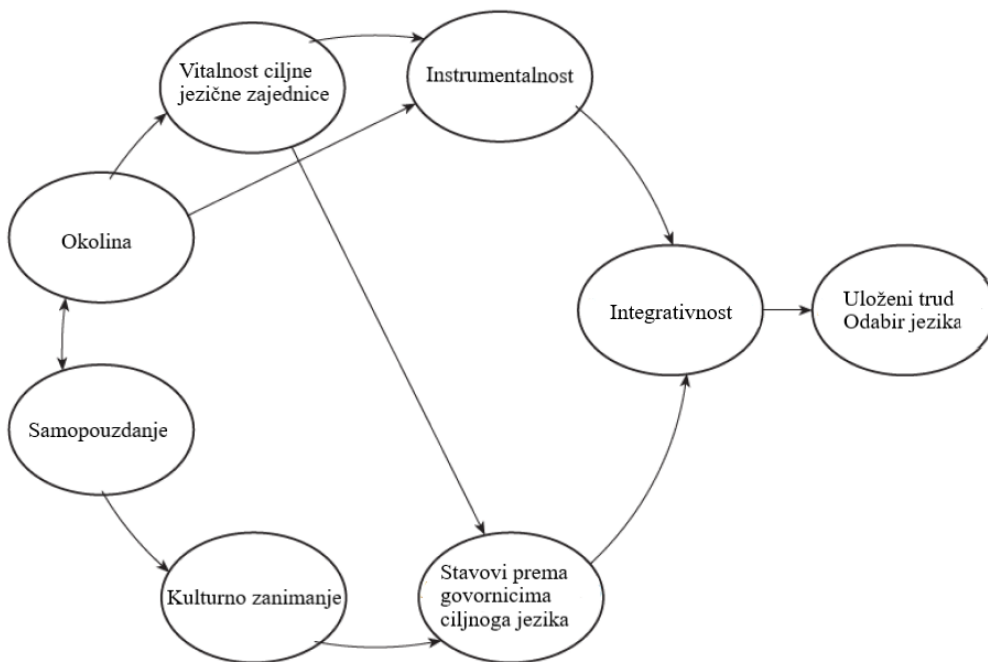 Vitalnost ciljne
jezične zajednice
Instrumentalnost
Okolina
Integrativnost
Uloženi trud
Odabir jezika
Samopouzdanje
Kulturno zanimanje
Stavovi prema
govornicima
ciljnoga jezika